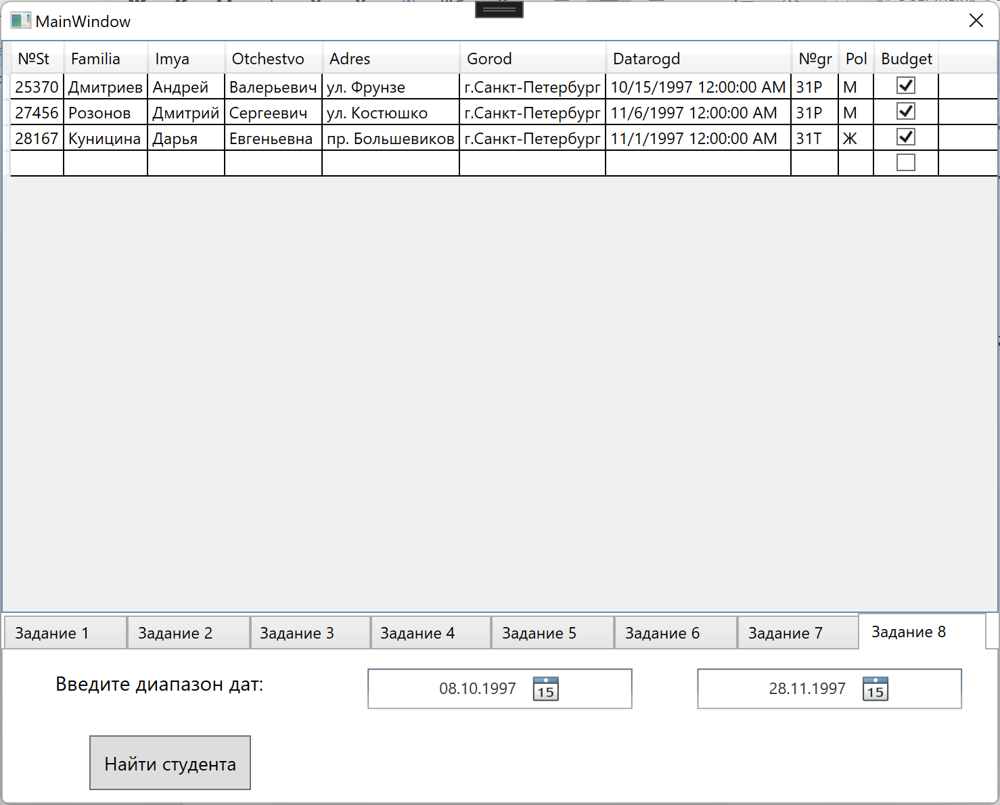 MainWindow
№St Familia Imya Otchestvo Adres Gorod Datarogd №gr Pol Budget
25370 Дмитриев Андрей Валерьевич ул. Фрунзе г.Санкт-Петербург 10/15/1997 12:00:00 AM 31Р М
27456 Розонов Дмитрий Сергеевич ул. Костюшко г.Санкт-Петербург 11/6/1997 12:00:00 AM 31Р М
28167 Куницина Дарья Евгеньевна пр. Большевиков г.Санкт-Петербург 11/1/1997 12:00:00 AM 31Т Ж
Задание 1 Задание 2 Задание 3 Задание 4 Задание 5 Задание 6 Задание 7 Задание 8
Введите диапазон дат: 08.10.1997 15 28.11.1997 15
Найти студента